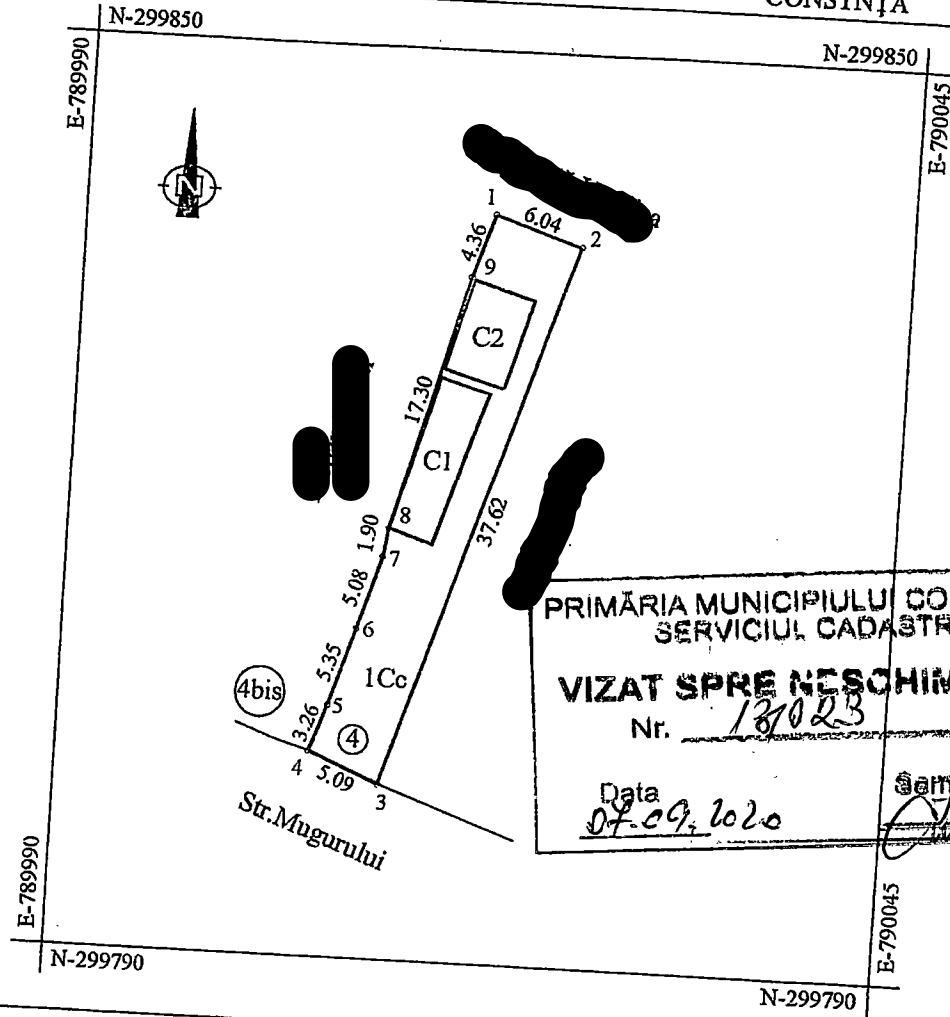 CONSTNȚA
N-299850
N-299850
E-789990
E-790045
N
1
6.04
2
4.36
9
C2
17.30
C1
8
1.90
7
37.62
5.08
6
5.35
1Cc
4bis
5
3.26
4
4
5.09
3
Str.Mugurului
PRIMĂRIA MUNICIPIULUI CO
SERVICIUL CADASTR
VIZAT SPRE NESCHIM
Nr.
Data
07.09.2020
Sem
E-789990
E-790045
N-299790
N-299790